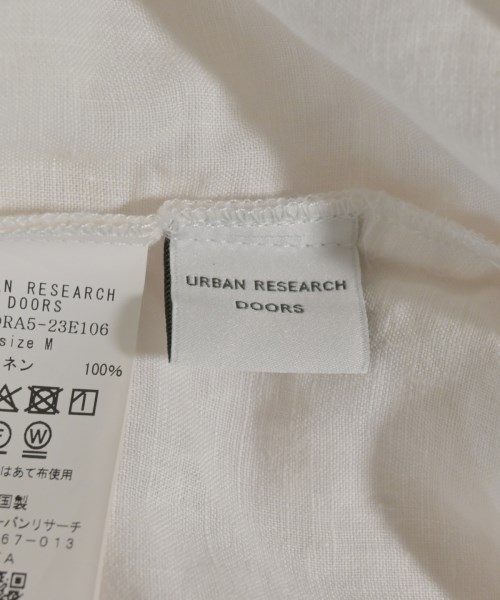 URBAN RESEARCH
DOORS
AN RESEARCH
DOORS
RA5-23E106
size M
ネン
100%
W
はあて布使用
国製
ーバンリサーチ
67-013
A